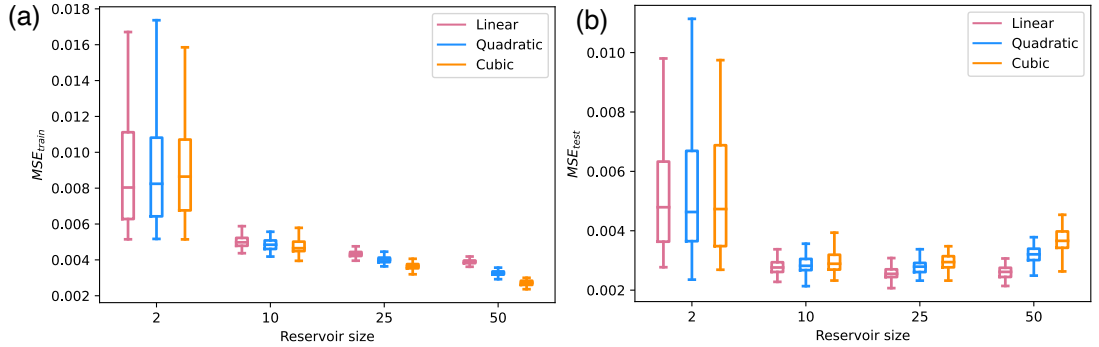 (a)
0.018
0.016
0.014
0.012
0.010
0.008
0.006
0.004
0.002
MSE_train
Linear
Quadratic
Cubic
2 10 25 50
Reservoir size
(b)
0.010
0.008
0.006
0.004
0.002
MSE_test
Linear
Quadratic
Cubic
2 10 25 50
Reservoir size